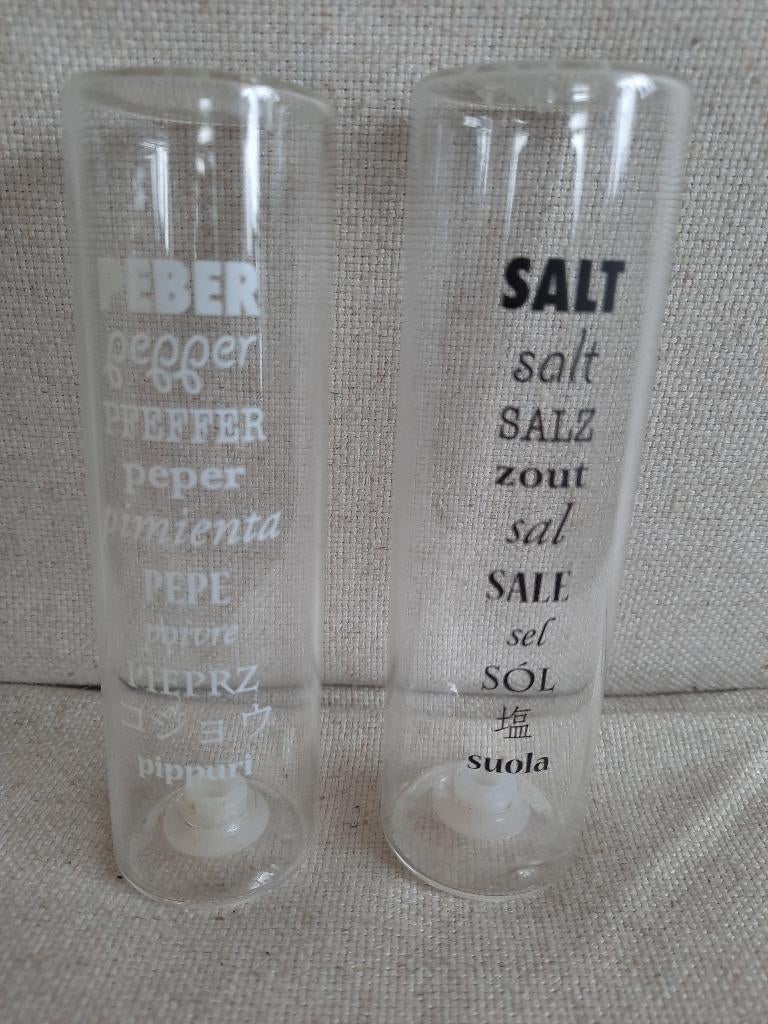 PEBER
pepper
PFEFFER
peper
pimienta
PEPE
poivre
PIEPRZ
コショウ
pippuri
SALT
salt
SALZ
zout
sal
SALE
sel
SÓL
塩
suola